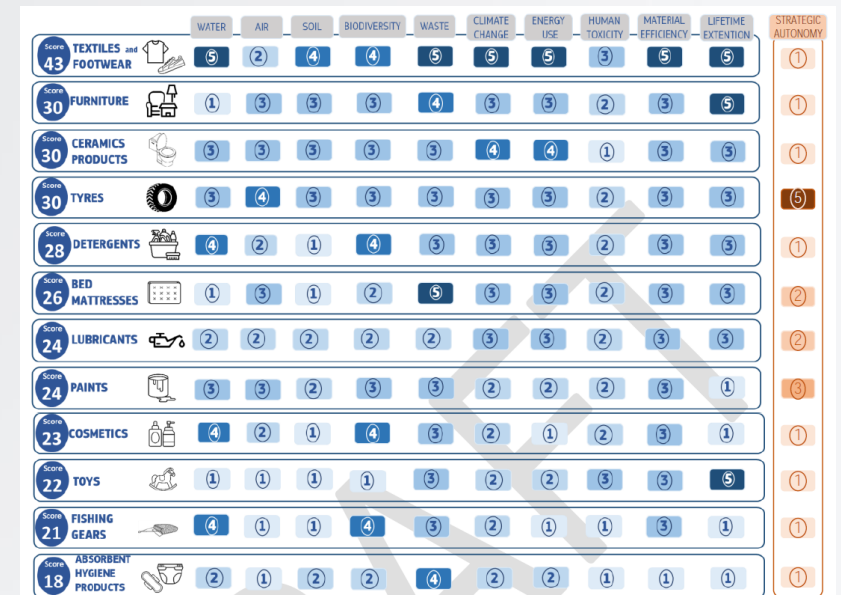 WATER AIR SOIL BIODIVERSITY WASTE CLIMATE CHANGE ENERGY USE HUMAN TOXICITY MATERIAL EFFICIENCY LIFETIME EXTENTION STRATEGIC AUTONOMY
Score 43 TEXTILES and FOOTWEAR 5 2 4 4 5 5 5 3 5 5 1
Score 30 FURNITURE 1 3 3 3 4 3 3 2 3 5 1
Score 30 CERAMICS PRODUCTS 3 3 3 3 3 4 4 1 3 3 1
Score 30 TYRES 3 4 3 3 3 3 3 2 3 3 5
Score 28 DETERGENTS 4 2 1 4 3 3 3 2 3 3 1
Score 26 BED MATTRESSES 1 3 1 2 5 3 3 2 3 3 2
Score 24 LUBRICANTS 2 2 2 2 2 3 3 2 3 3 2
Score 24 PAINTS 3 3 2 3 3 2 2 2 3 1 3
Score 23 COSMETICS 4 2 1 4 3 2 1 2 3 1 1
Score 22 TOYS 1 1 1 1 3 2 2 3 3 5 1
Score 21 FISHING GEARS 4 1 1 4 3 2 1 1 3 1 1
Score 18 ABSORBENT HYGIENE PRODUCTS 2 1 2 2 4 2 2 1 1 1 1
DRAFT